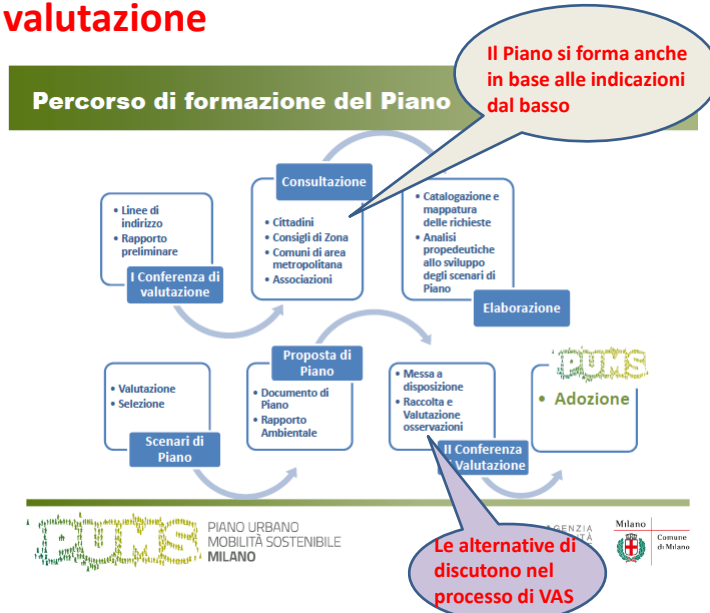 valutazione
Il Piano si forma anche
in base alle indicazioni
dal basso
Percorso di formazione del Piano
• Linee di
indirizzo
• Rapporto
preliminare
I Conferenza di
valutazione
Consultazione
• Cittadini
• Consigli di Zona
• Comuni di area
metropolitana
• Associazioni
• Catalogazione e
mappatura
delle richieste
• Analisi
propedeutiche
allo sviluppo
degli scenari di
Piano
Elaborazione
• Valutazione
• Selezione
Scenari di
Piano
Proposta di
Piano
• Documento di
Piano
• Rapporto
Ambientale
• Messa a
disposizione
• Raccolta e
Valutazione
osservazioni
II Conferenza
Valutazione
PUMS
• Adozione
PUMS
PIANO URBANO
MOBILITÀ SOSTENIBILE
MILANO
Le alternative di
discutono nel
processo di VAS
Milano
Comune
di Milano